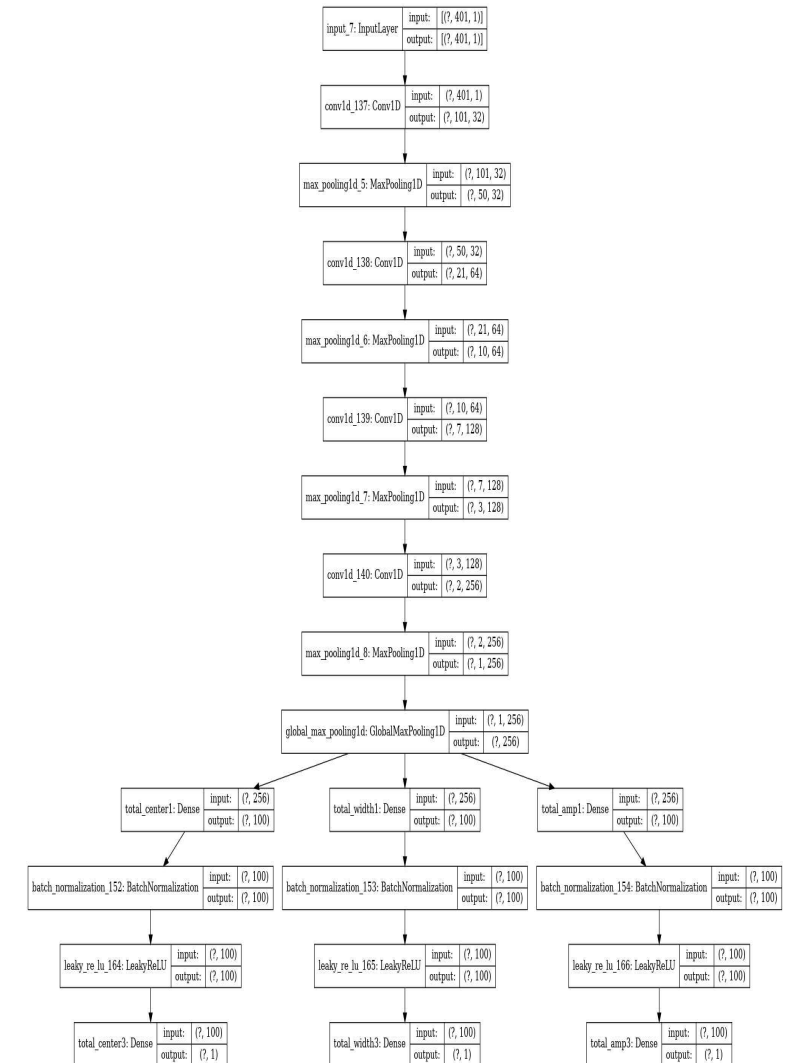 input_7: InputLayer
input: [(?, 401, 1)]
output: [(?, 401, 1)]
conv1d_137: Conv1D
input: (?, 401, 1)
output: (?, 101, 32)
max_pooling1d_5: MaxPooling1D
input: (?, 101, 32)
output: (?, 50, 32)
conv1d_138: Conv1D
input: (?, 50, 32)
output: (?, 21, 64)
max_pooling1d_6: MaxPooling1D
input: (?, 21, 64)
output: (?, 10, 64)
conv1d_139: Conv1D
input: (?, 10, 64)
output: (?, 7, 128)
max_pooling1d_7: MaxPooling1D
input: (?, 7, 128)
output: (?, 3, 128)
conv1d_140: Conv1D
input: (?, 3, 128)
output: (?, 2, 256)
max_pooling1d_8: MaxPooling1D
input: (?, 2, 256)
output: (?, 1, 256)
global_max_pooling1d: GlobalMaxPooling1D
input: (?, 1, 256)
output: (?, 256)
total_center1: Dense
input: (?, 256)
output: (?, 100)
total_width1: Dense
input: (?, 256)
output: (?, 100)
total_amp1: Dense
input: (?, 256)
output: (?, 100)
batch_normalization_152: BatchNormalization
input: (?, 100)
output: (?, 100)
batch_normalization_153: BatchNormalization
input: (?, 100)
output: (?, 100)
batch_normalization_154: BatchNormalization
input: (?, 100)
output: (?, 100)
leaky_re_lu_164: LeakyReLU
input: (?, 100)
output: (?, 100)
leaky_re_lu_165: LeakyReLU
input: (?, 100)
output: (?, 100)
leaky_re_lu_166: LeakyReLU
input: (?, 100)
output: (?, 100)
total_center3: Dense
input: (?, 100)
output: (?, 1)
total_width3: Dense
input: (?, 100)
output: (?, 1)
total_amp3: Dense
input: (?, 100)
output: (?, 1)